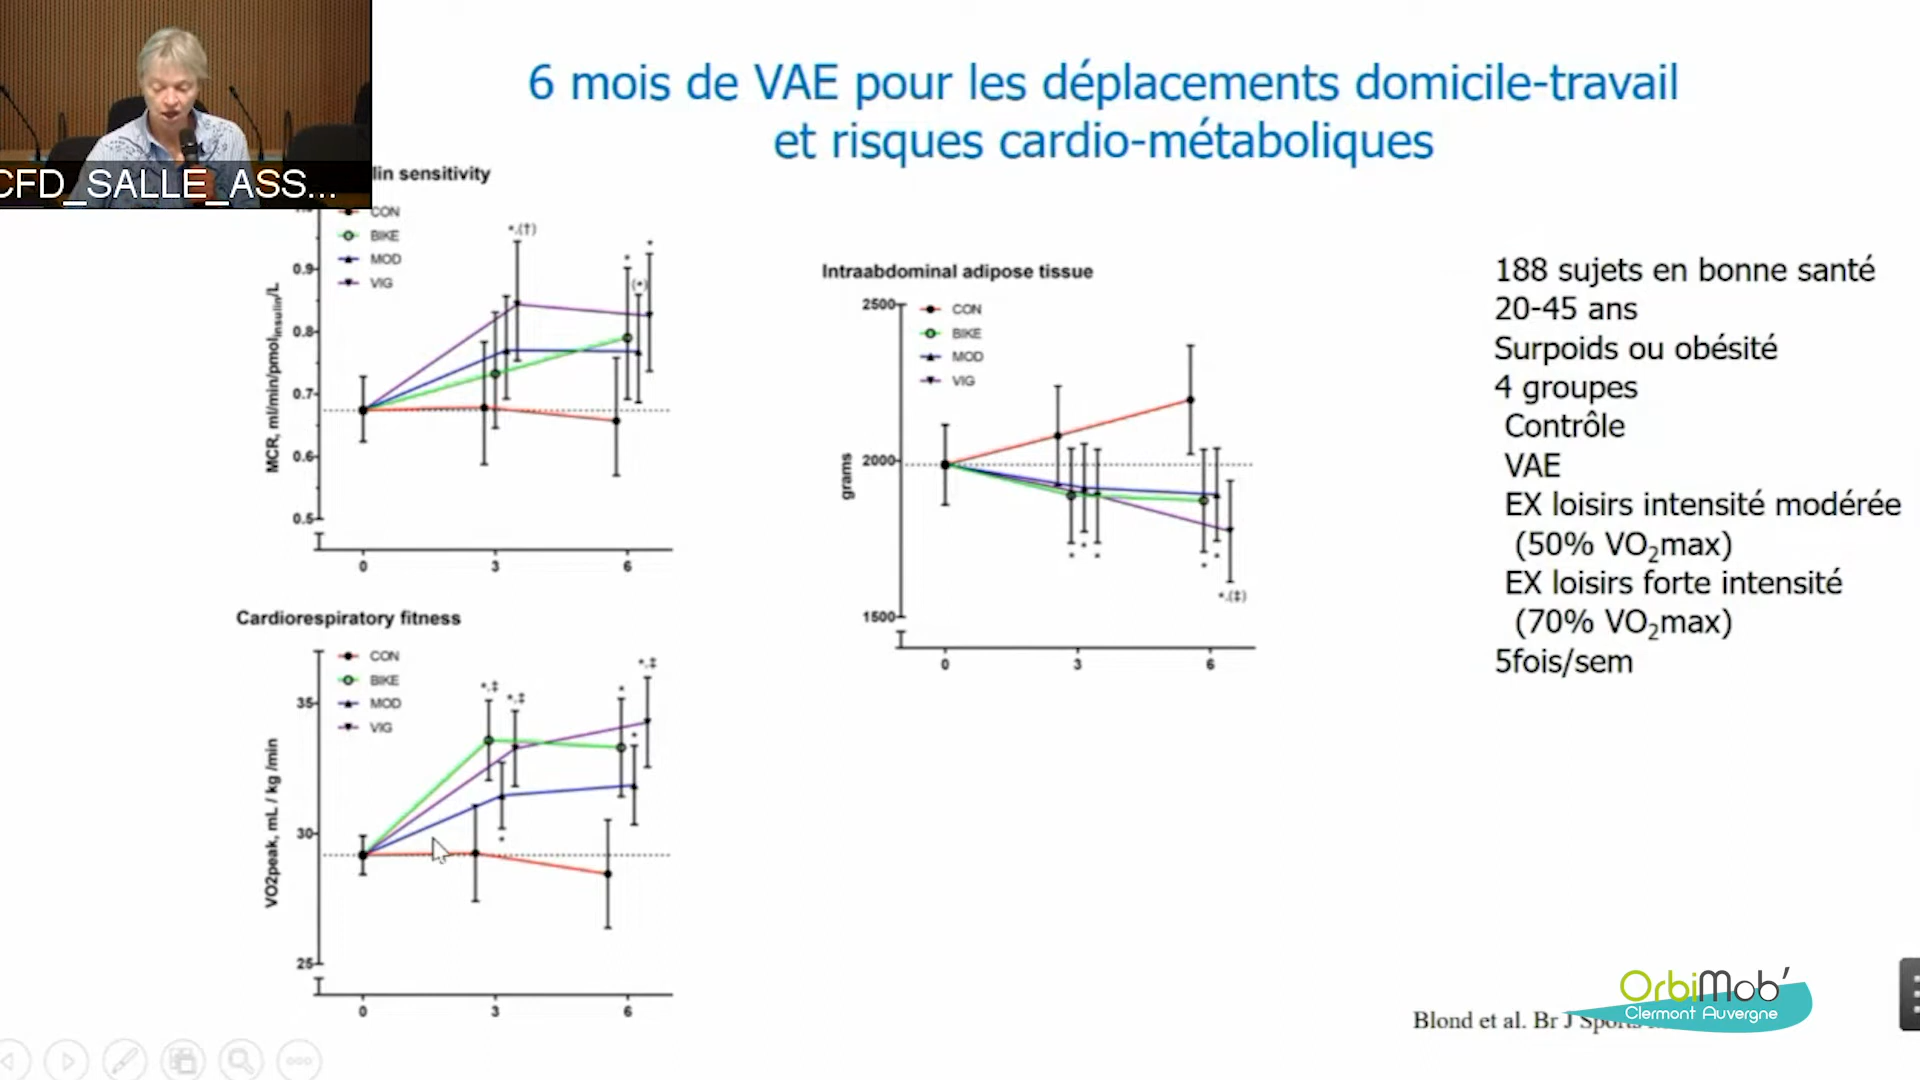 6 mois de VAE pour les déplacements domicile-travail
et risques cardio-métaboliques
CFD_SALLE_ASS...
sensitivity
CON
BIKE
MOD
VIG
*,(†)
*
(*)
*
MCR, ml/min/pmol insulin/L
0.9
0.8
0.7
0.6
0.5
0 3 6
Cardiorespiratory fitness
CON
BIKE
MOD
VIG
*,‡
*,‡
*
*
*
*,‡
VO2peak, mL / kg /min
35
30
25
0 3 6
Intraabdominal adipose tissue
CON
BIKE
MOD
VIG
grams
2500
2000
1500
* * *
* *
*,(‡)
0 3 6
188 sujets en bonne santé
20-45 ans
Surpoids ou obésité
4 groupes
Contrôle
VAE
EX loisirs intensité modérée
(50% VO₂max)
EX loisirs forte intensité
(70% VO₂max)
5fois/sem
OrbiMob'
Clermont Auvergne
Blond et al. Br J